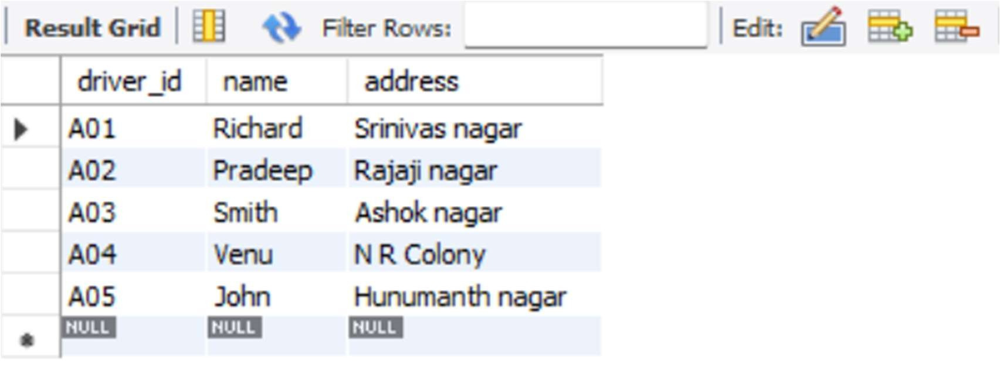 Result Grid Filter Rows: Edit:
driver_id name address
A01 Richard Srinivas nagar
A02 Pradeep Rajaji nagar
A03 Smith Ashok nagar
A04 Venu N R Colony
A05 John Hunumanth nagar
NULL NULL NULL